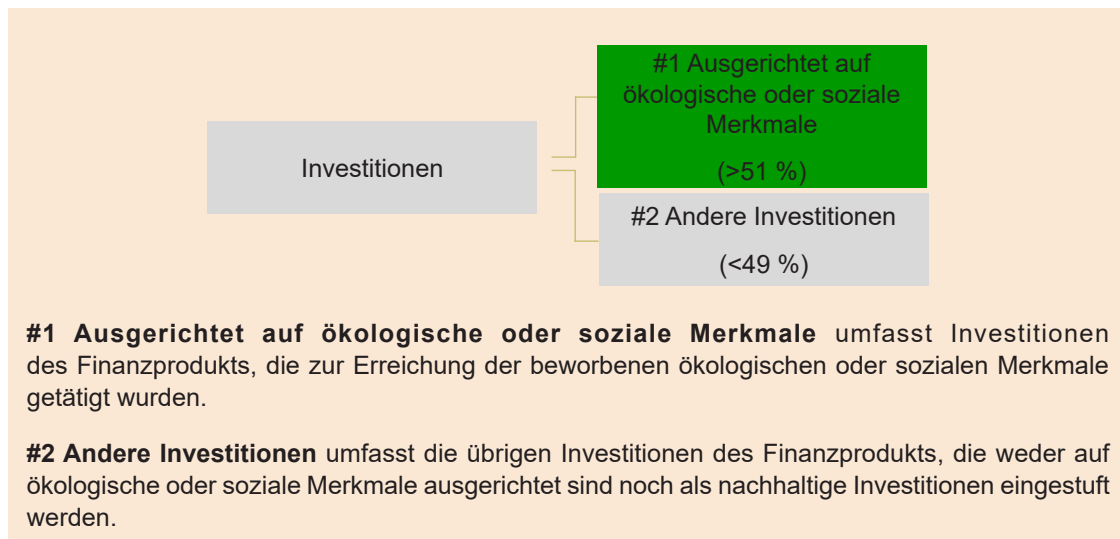 #1 Ausgerichtet auf
ökologische oder soziale
Merkmale
(>51 %)
Investitionen
#2 Andere Investitionen
(<49 %)
#1 Ausgerichtet auf ökologische oder soziale Merkmale umfasst Investitionen
des Finanzprodukts, die zur Erreichung der beworbenen ökologischen oder sozialen Merkmale
getätigt wurden.
#2 Andere Investitionen umfasst die übrigen Investitionen des Finanzprodukts, die weder auf
ökologische oder soziale Merkmale ausgerichtet sind noch als nachhaltige Investitionen eingestuft
werden.